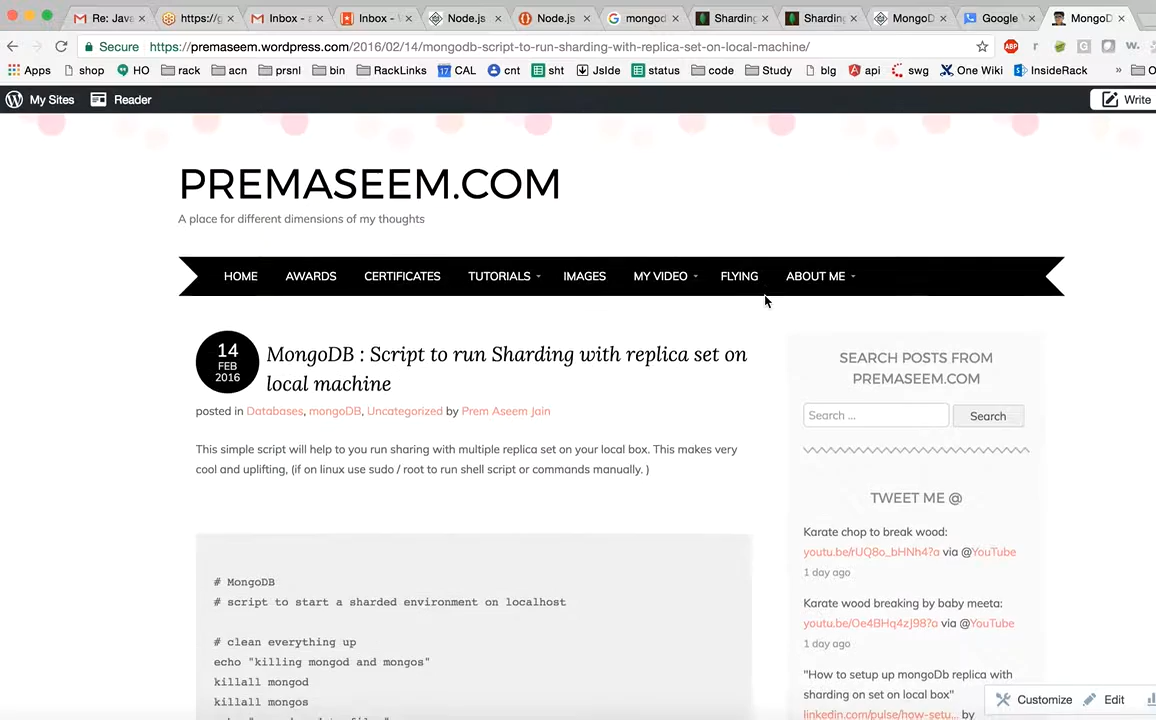 Re: Java
https://g
Inbox - a
Inbox - W
Node.js
Node.js
mongod
Sharding
Sharding
MongoD
Google
MongoD
Secure https://premaseem.wordpress.com/2016/02/14/mongodb-script-to-run-sharding-with-replica-set-on-local-machine/
Apps shop HO rack acn prsnl bin RackLinks CAL cnt sht JsIde status code Study blg api swg One Wiki InsideRack »
My Sites Reader Write
PREMASEEM.COM
A place for different dimensions of my thoughts
HOME AWARDS CERTIFICATES TUTORIALS IMAGES MY VIDEO FLYING ABOUT ME
14
FEB
2016
MongoDB : Script to run Sharding with replica set on
local machine
posted in Databases, mongoDB, Uncategorized by Prem Aseem Jain
This simple script will help to you run sharing with multiple replica set on your local box. This makes very
cool and uplifting, (if on linux use sudo / root to run shell script or commands manually. )
# MongoDB
# script to start a sharded environment on localhost
# clean everything up
echo "killing mongod and mongos"
killall mongod
killall mongos
SEARCH POSTS FROM
PREMASEEM.COM
Search ... Search
TWEET ME @
Karate chop to break wood:
youtu.be/rUQ8o_bHNh4?a via @YouTube
1 day ago
Karate wood breaking by baby meeta:
youtu.be/Oe4BHq4zJ98?a via @YouTube
1 day ago
"How to setup up mongoDb replica with
sharding on set on local box"
linkedin.com/pulse/how-setu... by
Customize Edit